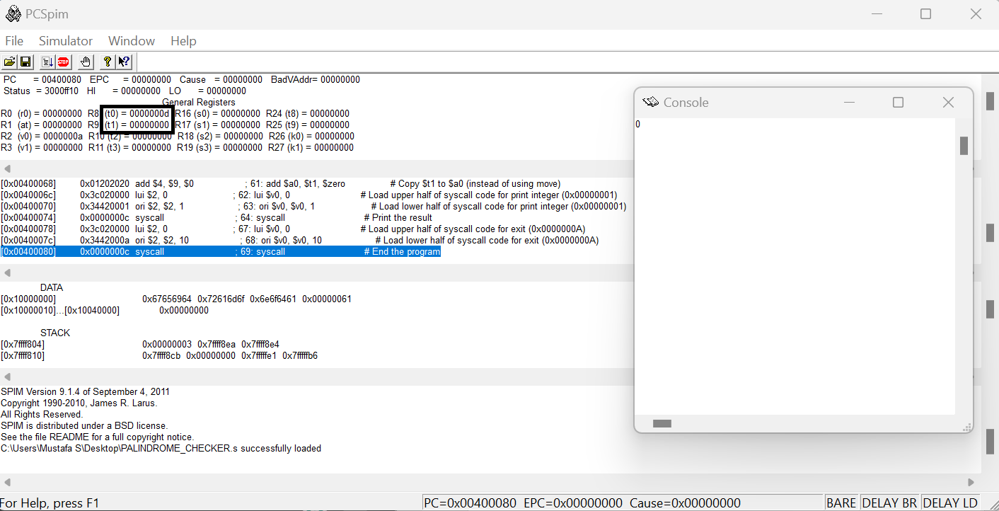 PCSpim
File Simulator Window Help
PC = 00400080 EPC = 00000000 Cause = 00000000 BadVAddr= 00000000
Status = 3000ff10 HI = 00000000 LO = 00000000
General Registers
R0 (r0) = 00000000 R8 (t0) = 0000000d R16 (s0) = 00000000 R24 (t8) = 00000000
R1 (at) = 00000000 R9 (t1) = 00000000 R17 (s1) = 00000000 R25 (t9) = 00000000
R2 (v0) = 0000000a R10 (t2) = 00000000 R18 (s2) = 00000000 R26 (k0) = 00000000
R3 (v1) = 00000000 R11 (t3) = 00000000 R19 (s3) = 00000000 R27 (k1) = 00000000
[0x00400068] 0x01202020 add $4, $9, $0 ; 61: add $a0, $t1, $zero # Copy $t1 to $a0 (instead of using move)
[0x0040006c] 0x3c020000 lui $2, 0 ; 62: lui $v0, 0 # Load upper half of syscall code for print integer (0x00000001)
[0x00400070] 0x34420001 ori $2, $2, 1 ; 63: ori $v0, $v0, 1 # Load lower half of syscall code for print integer (0x00000001)
[0x00400074] 0x0000000c syscall ; 64: syscall # Print the result
[0x00400078] 0x3c020000 lui $2, 0 ; 67: lui $v0, 0 # Load upper half of syscall code for exit (0x0000000A)
[0x0040007c] 0x3442000a ori $2, $2, 10 ; 68: ori $v0, $v0, 10 # Load lower half of syscall code for exit (0x0000000A)
[0x00400080] 0x0000000c syscall ; 69: syscall # End the program
DATA
[0x10000000] 0x67656964 0x72616d6f 0x6e6f6461 0x00000061
[0x10000010]...[0x10040000] 0x00000000
STACK
[0x7ffff804] 0x00000003 0x7ffff8ea 0x7ffff8e4
[0x7ffff810] 0x7ffff8cb 0x00000000 0x7fffffe1 0x7fffffb6
SPIM Version 9.1.4 of September 4, 2011
Copyright 1990-2010, James R. Larus.
All Rights Reserved.
SPIM is distributed under a BSD license.
See the file README for a full copyright notice.
C:\Users\Mustafa S\Desktop\PALINDROME_CHECKER.s successfully loaded
Console
0
For Help, press F1
PC=0x00400080 EPC=0x00000000 Cause=0x00000000
BARE DELAY BR DELAY LD